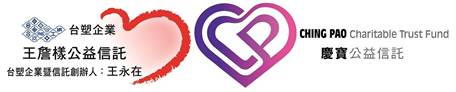 台塑企業
王詹樣公益信託
台塑企業暨信託創辦人：王永在
CHING PAO Charitable Trust Fund
慶寶公益信託